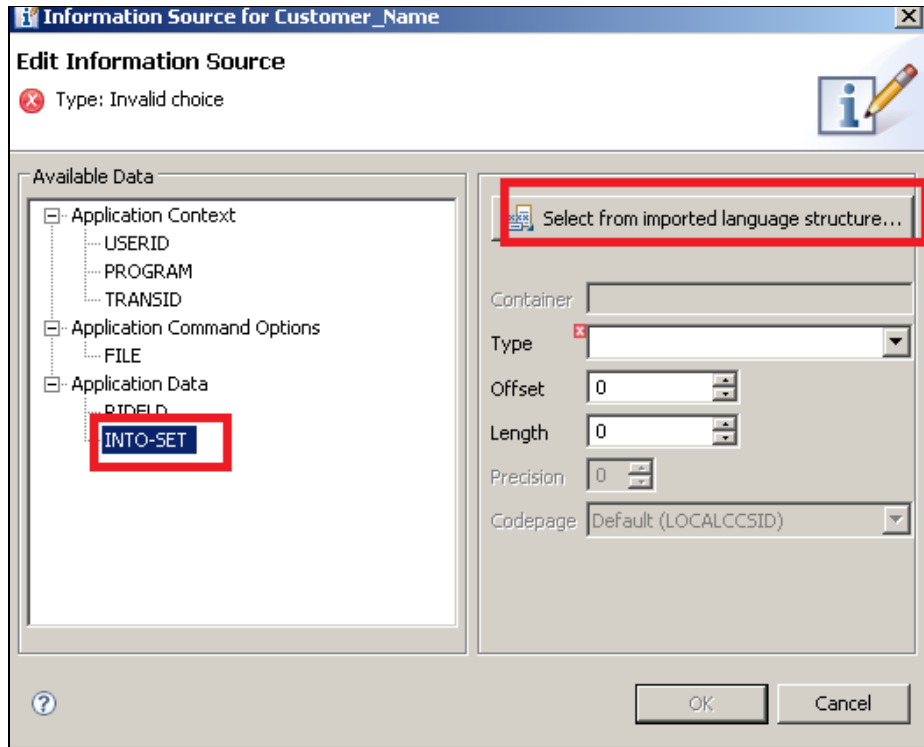 Information Source for Customer_Name
Edit Information Source
Type: Invalid choice
Available Data
Application Context
USERID
PROGRAM
TRANSID
Application Command Options
FILE
Application Data
RIDFLD
INTO-SET
Select from imported language structure...
Container
Type
Offset 0
Length 0
Precision 0
Codepage Default (LOCALCCSID)
OK Cancel